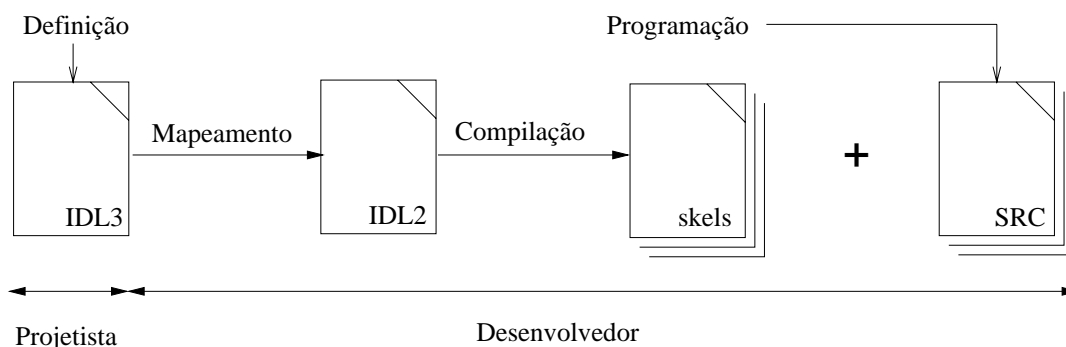 Definição
Programação
Mapeamento
Compilação
+
IDL3
IDL2
skels
SRC
Projetista
Desenvolvedor